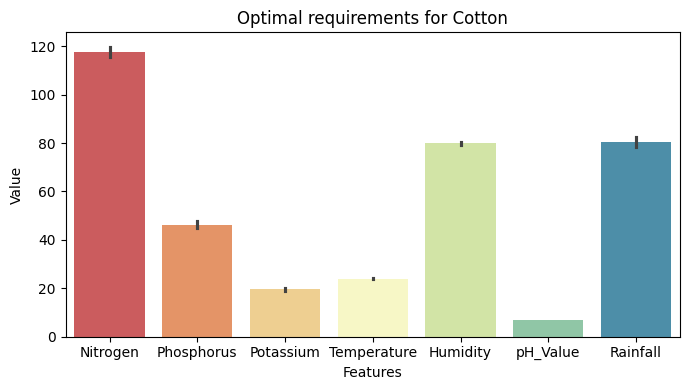 Optimal requirements for Cotton
Value
120
100
80
60
40
20
0
Nitrogen Phosphorus Potassium Temperature Humidity pH_Value Rainfall
Features